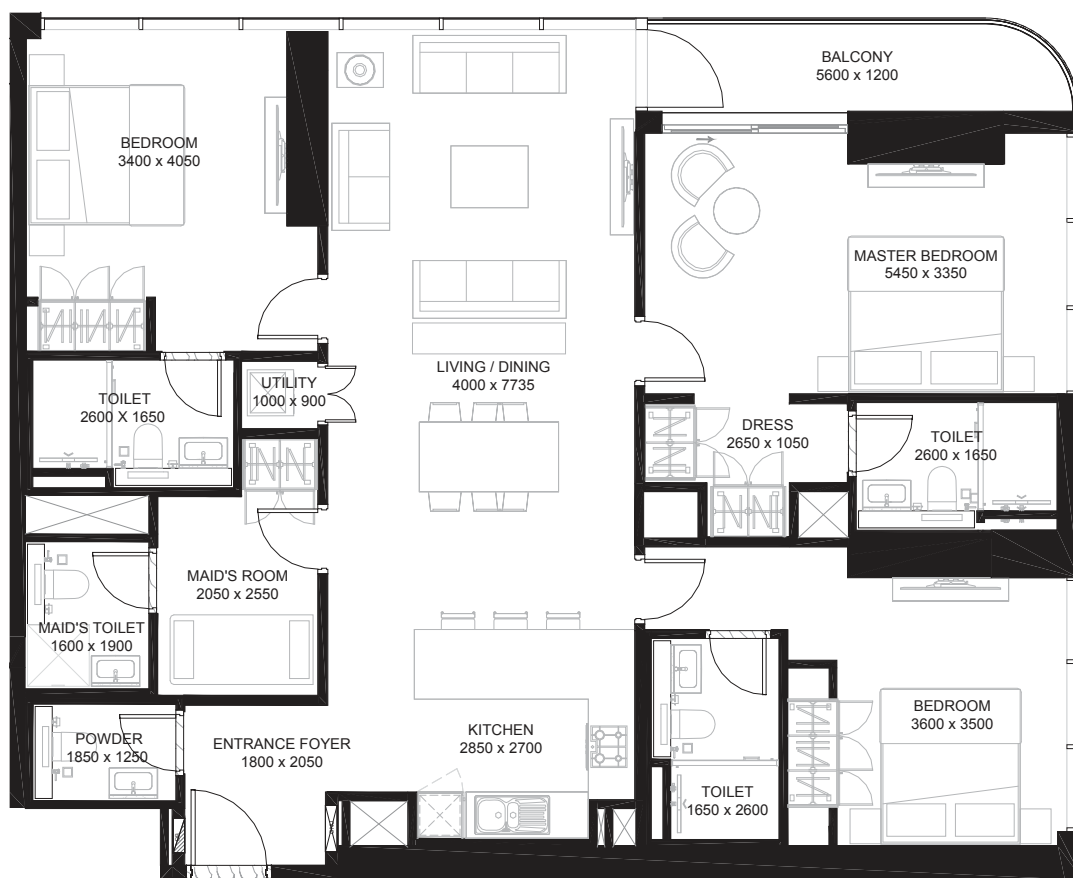 BALCONY
5600 x 1200
BEDROOM
3400 x 4050
MASTER BEDROOM
5450 x 3350
LIVING / DINING
4000 x 7735
UTILITY
1000 x 900
TOILET
2600 X 1650
DRESS
2650 x 1050
TOILET
2600 x 1650
MAID'S ROOM
2050 x 2550
MAID'S TOILET
1600 x 1900
POWDER
1850 x 1250
ENTRANCE FOYER
1800 x 2050
KITCHEN
2850 x 2700
BEDROOM
3600 x 3500
TOILET
1650 x 2600